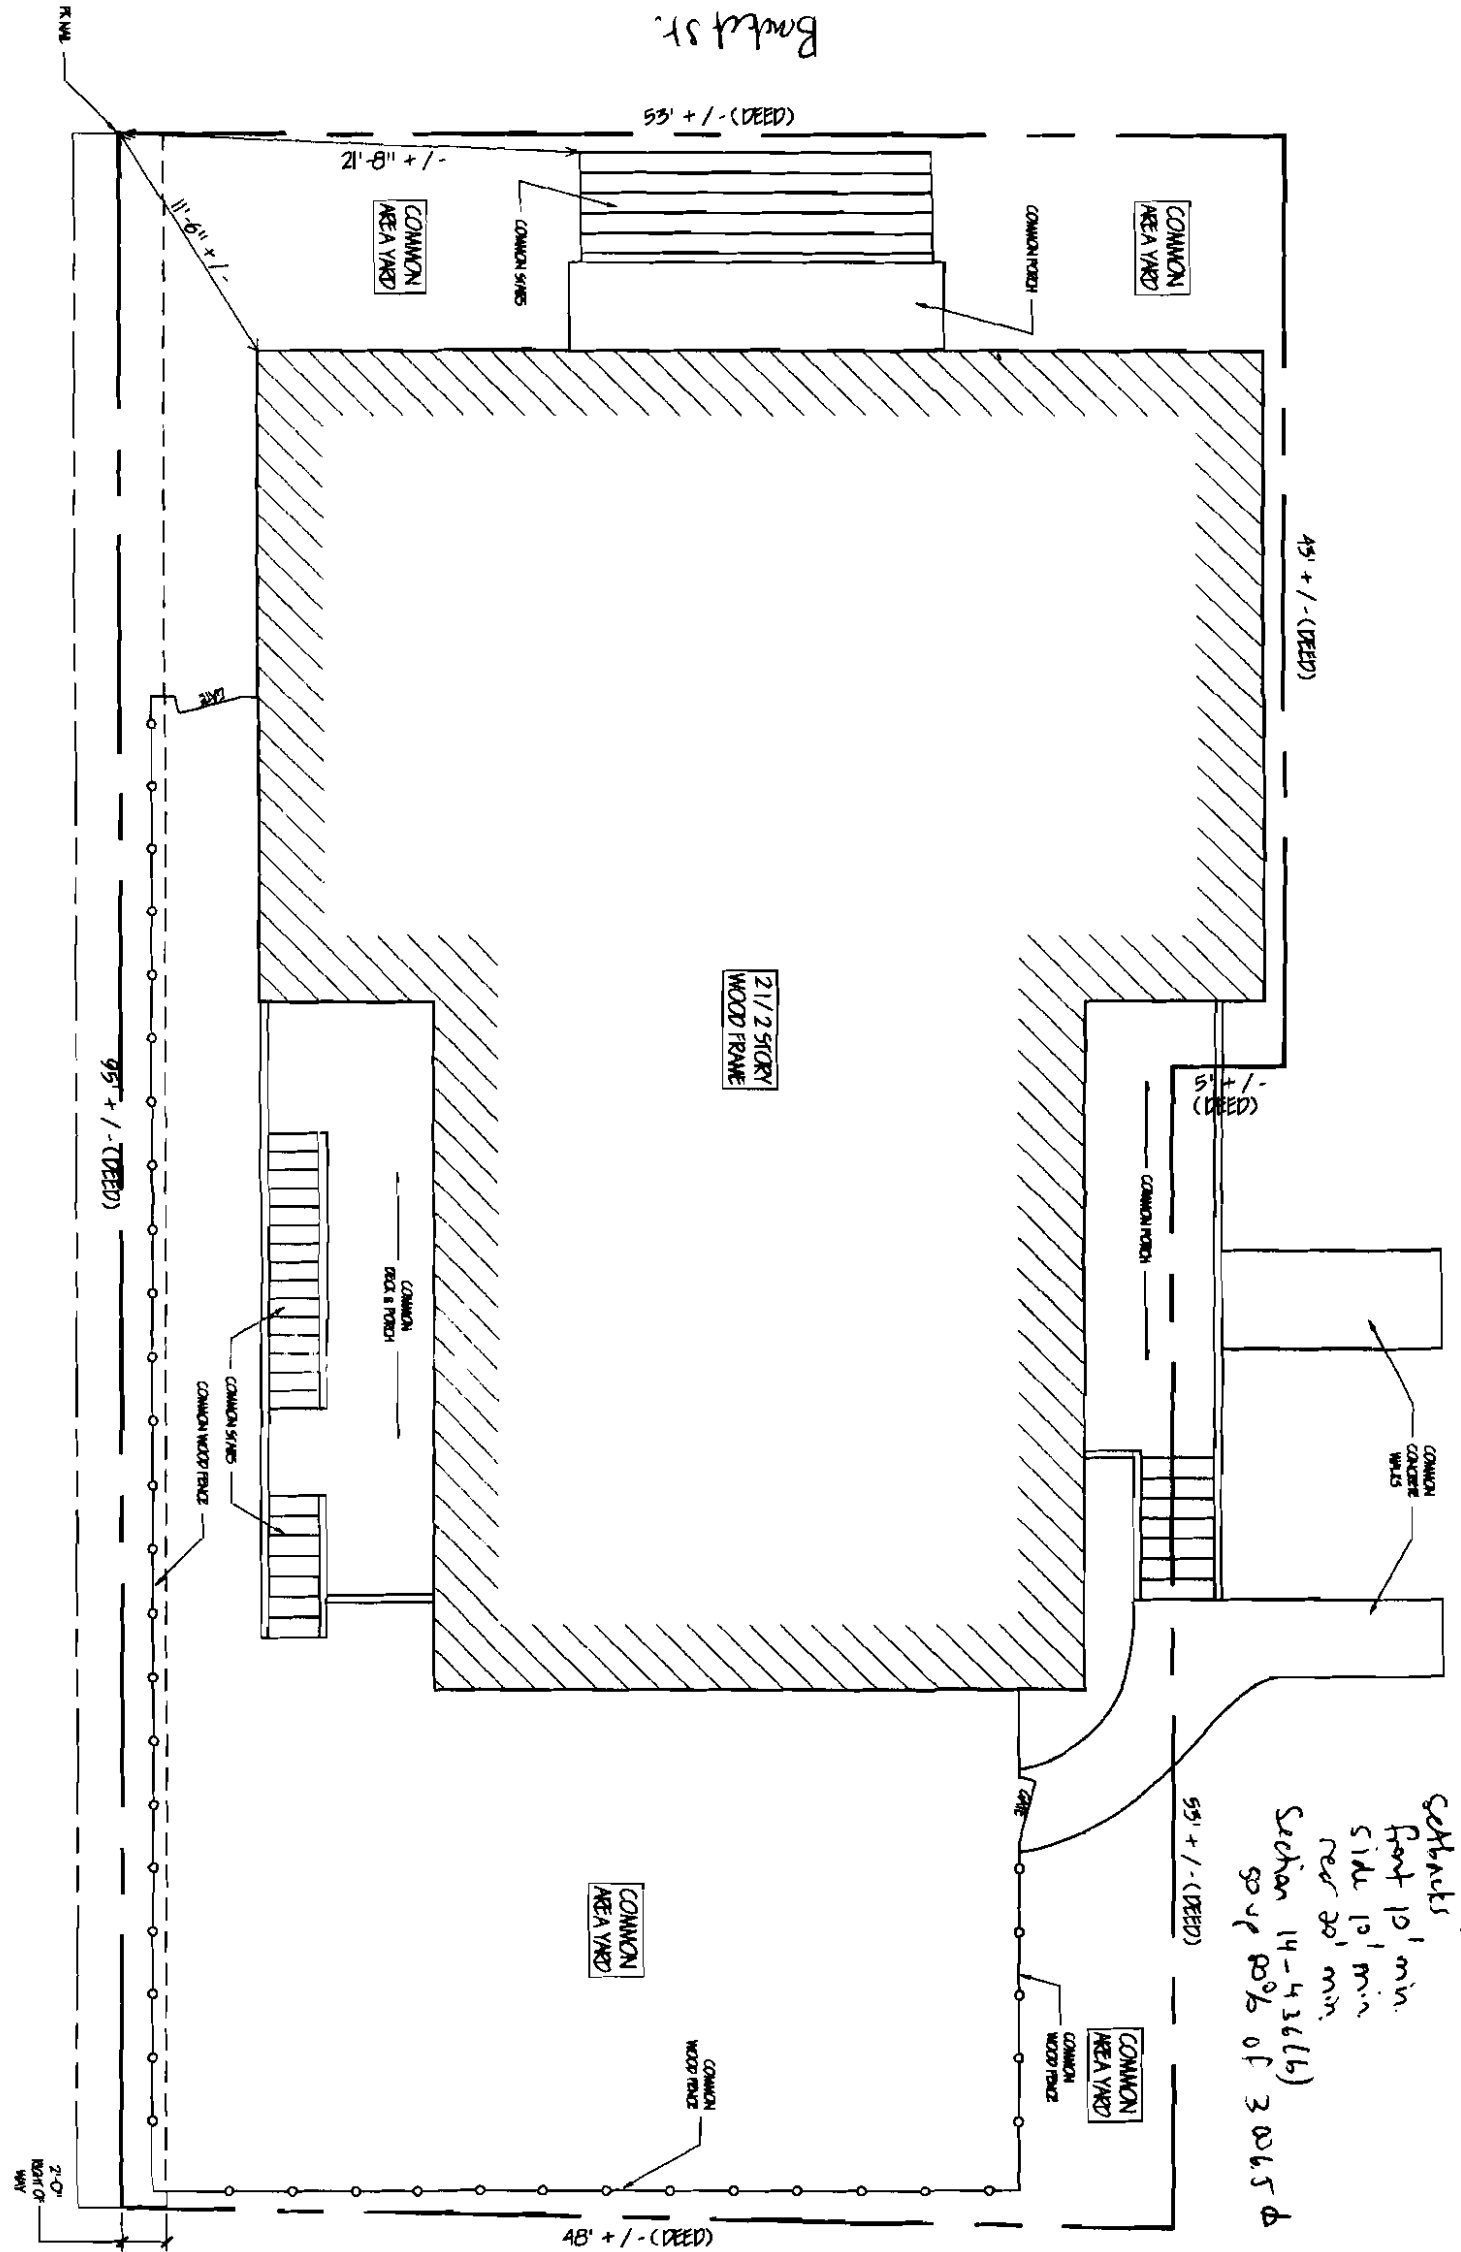 53' +/- (DEED)
PK NAIL
21'-8" +/-
11'-6" +/-
COMMON
AREA YARD
COMMON STAIRS
COMMON PORCH
COMMON
AREA YARD
43' +/- (DEED)
GATE
2 1/2 STORY
WOOD FRAME
5' +/-
(DEED)
95' +/- (DEED)
COMMON PORCH
COMMON
DECK & PORCH
COMMON STAIRS
COMMON WOOD FENCE
COMMON
CONCRETE
WALKS
GATE
53' +/- (DEED)
setbacks
front 10' min.
side 10' min
rear 20' min.
Section 14-436(b)
80% of
COMMON
AREA YARD
COMMON
WOOD FENCE
COMMON
AREA YARD
COMMON
WOOD FENCE
2'-0"
RIGHT OF
WAY
48' +/- (DEED)